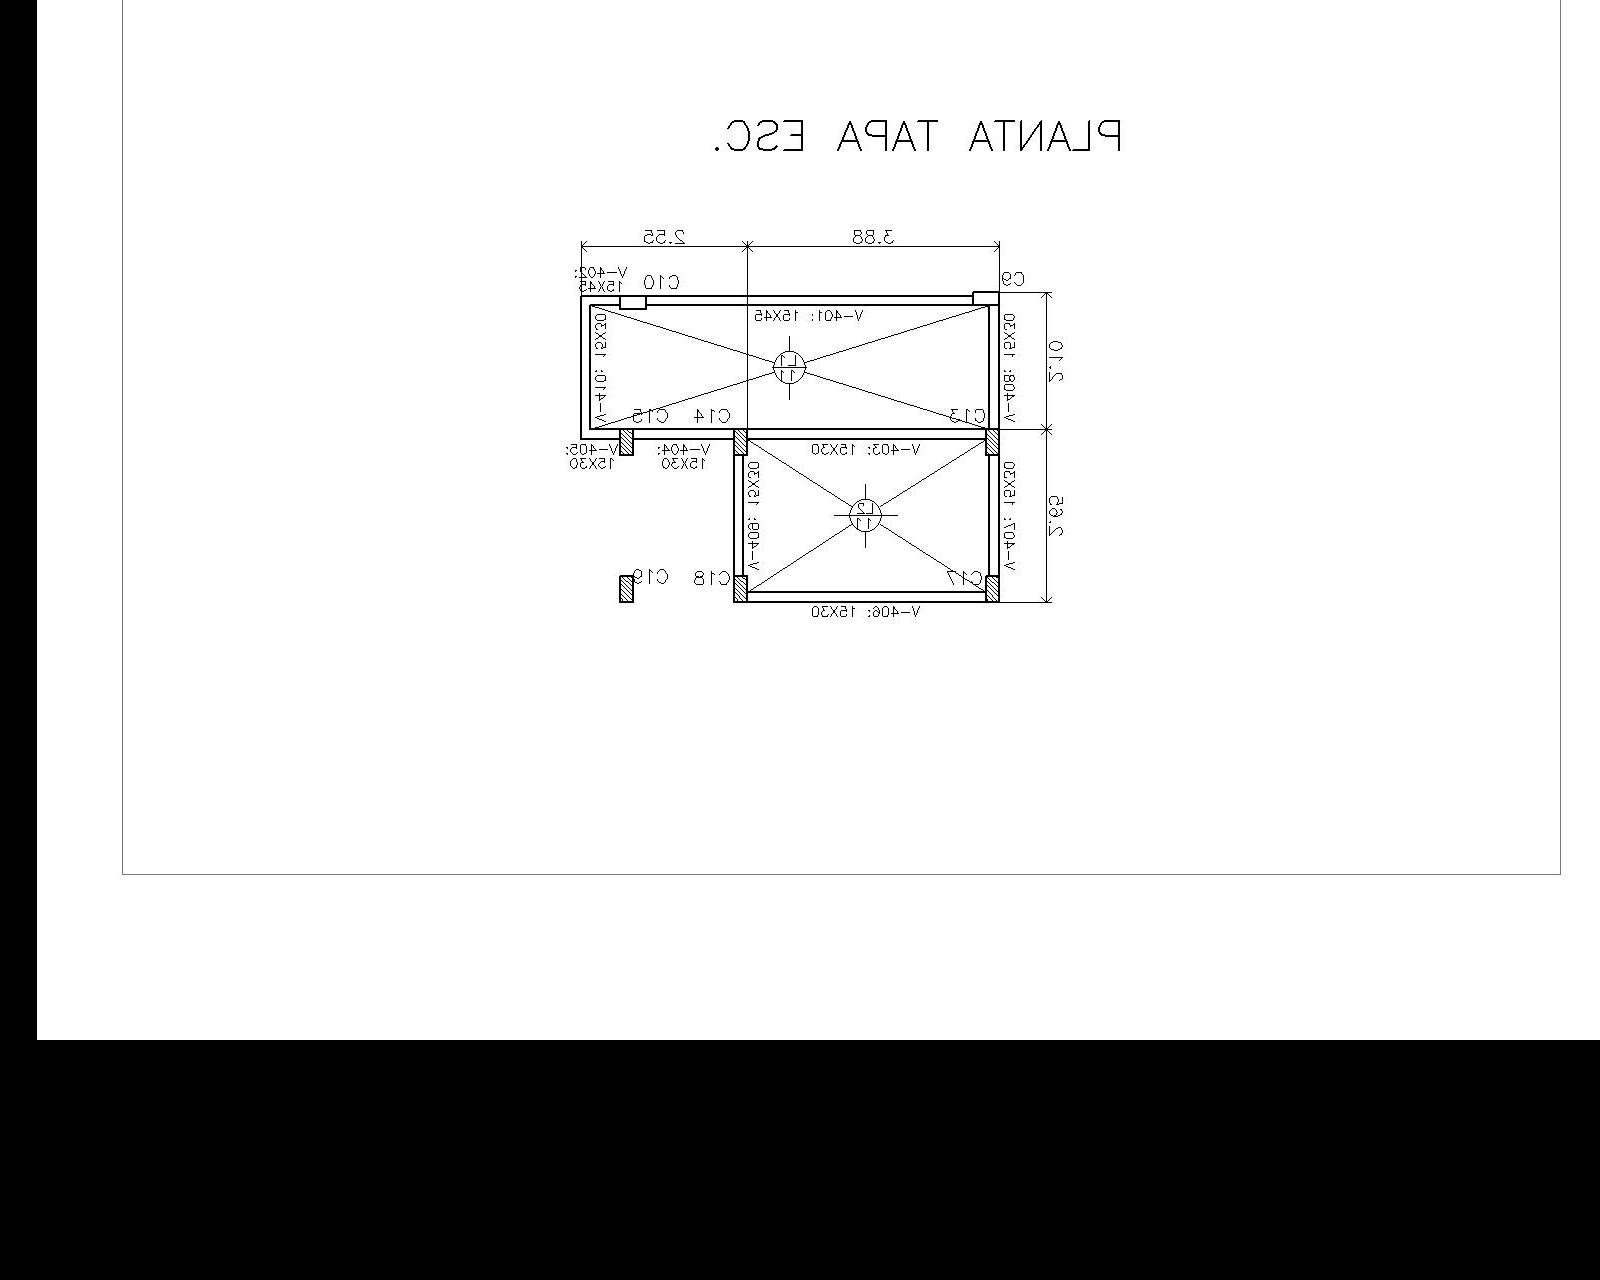 PLANTA TAPA ESC.
2.55
3.88
V-402:
15X45
C10
C9
V-401: 15X45
V-410: 15X30
L1
11
V-408: 15X30
2.10
C15
C14
C13
V-405:
15X30
V-404:
15X30
V-403: 15X30
V-409: 15X30
L2
11
V-407: 15X30
2.65
C19
C18
C17
V-406: 15X30